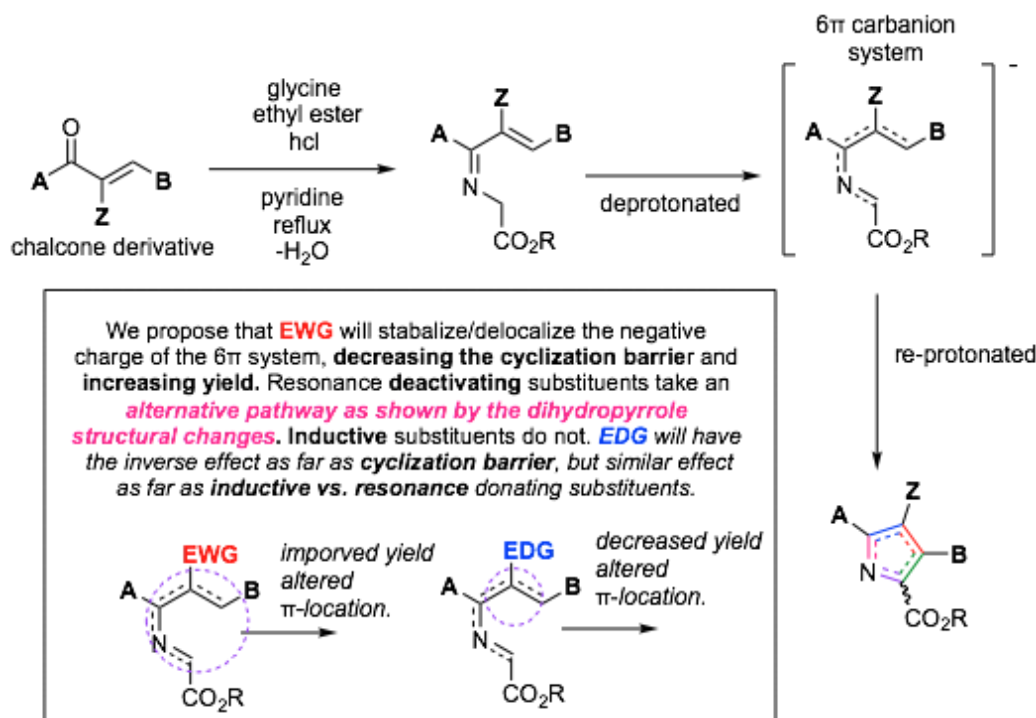 6π carbanion
system
-
glycine
ethyl ester
hcl
pyridine
reflux
-H₂O
O
A
B
Z
chalcone derivative
Z
A
B
N
CO₂R
deprotonated
Z
A
B
N
CO₂R
re-protonated
We propose that EWG will stabalize/delocalize the negative
charge of the 6π system, decreasing the cyclization barrier and
increasing yield. Resonance deactivating substituents take an
alternative pathway as shown by the dihydropyrrole
structural changes. Inductive substituents do not. EDG will have
the inverse effect as far as cyclization barrier, but similar effect
as far as inductive vs. resonance donating substituents.
EWG
A
B
N
CO₂R
imporved yield
altered
π-location.
EDG
A
B
N
CO₂R
decreased yield
altered
π-location.
Z
A
B
N
CO₂R